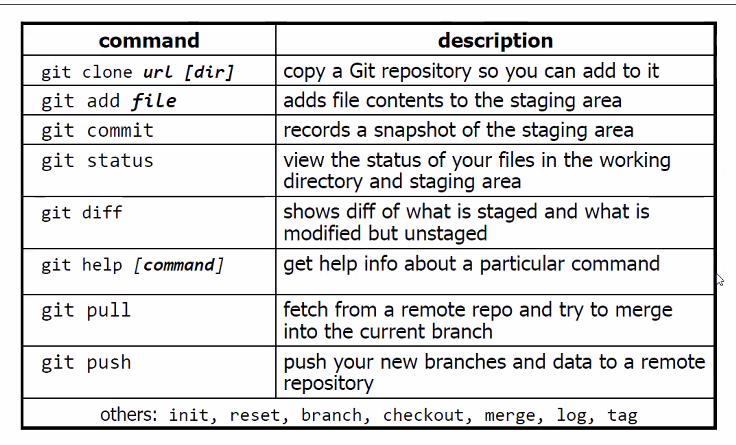 command description
git clone url [dir] copy a Git repository so you can add to it
git add file adds file contents to the staging area
git commit records a snapshot of the staging area
git status view the status of your files in the working
directory and staging area
git diff shows diff of what is staged and what is
modified but unstaged
git help [command] get help info about a particular command
git pull fetch from a remote repo and try to merge
into the current branch
git push push your new branches and data to a remote
repository
others: init, reset, branch, checkout, merge, log, tag